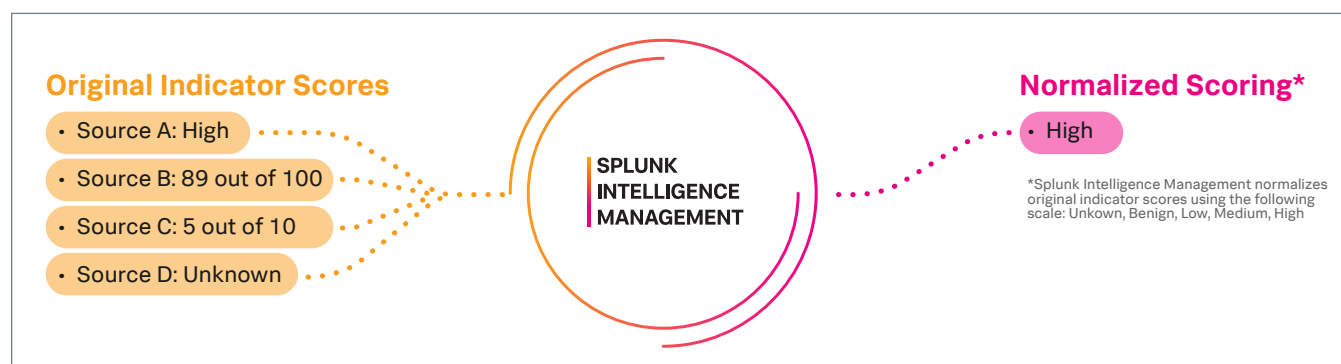 Original Indicator Scores
• Source A: High
• Source B: 89 out of 100
• Source C: 5 out of 10
• Source D: Unknown
SPLUNK
INTELLIGENCE
MANAGEMENT
Normalized Scoring*
• High
*Splunk Intelligence Management normalizes
original indicator scores using the following
scale: Unkown, Benign, Low, Medium, High